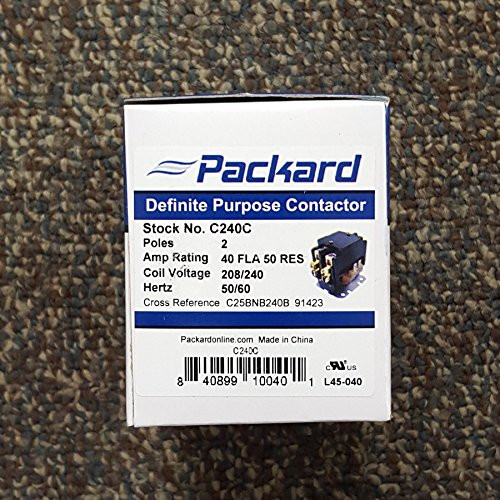 Packard
Definite Purpose Contactor
Stock No. C240C
Poles 2
Amp Rating 40 FLA 50 RES
Coil Voltage 208/240
Hertz 50/60
Cross Reference C25BNB240B 91423
Packardonline.com Made in China
C240C
8 40899 10040 1
c UL US
L45-040